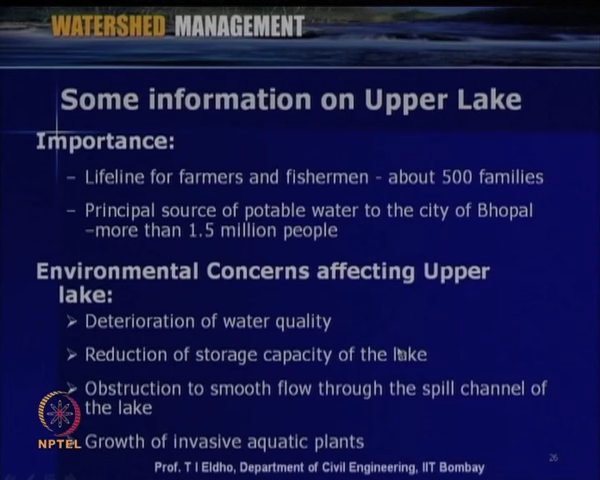 WATERSHED MANAGEMENT
Some information on Upper Lake
Importance:
– Lifeline for farmers and fishermen - about 500 families
– Principal source of potable water to the city of Bhopal
–more than 1.5 million people
Environmental Concerns affecting Upper
lake:
➢ Deterioration of water quality
➢ Reduction of storage capacity of the lake
➢ Obstruction to smooth flow through the spill channel of
the lake
➢ Growth of invasive aquatic plants
NPTEL
Prof. T I Eldho, Department of Civil Engineering, IIT Bombay
26